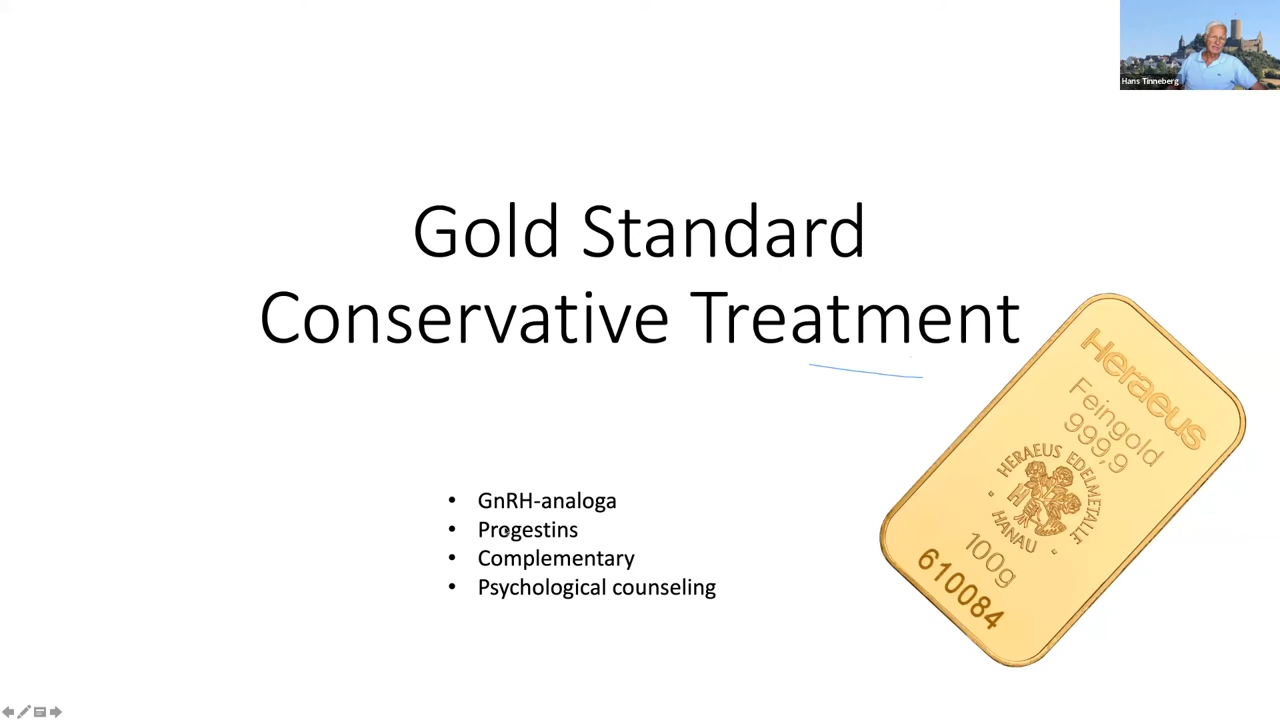 Hans Tinneberg
Gold Standard
Conservative Treatment
• GnRH-analoga
• Progestins
• Complementary
• Psychological counseling
Heraeus
Feingold
999,9
HERAEUS EDELMETALLE
H
HANAU
100g
610084